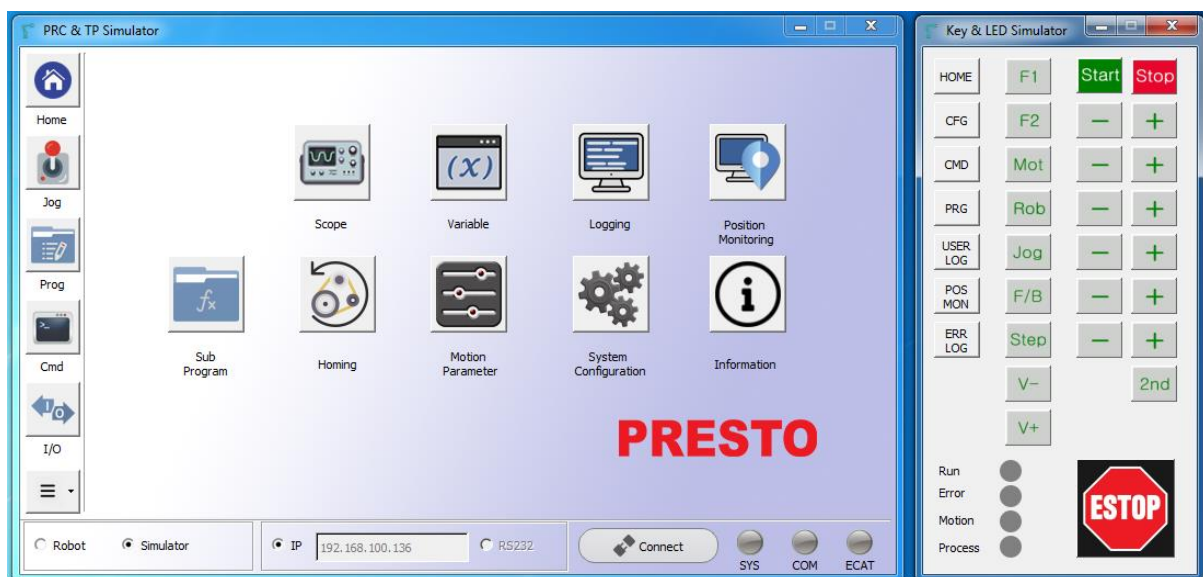 PRC & TP Simulator
Home
Jog
Prog
Cmd
I/O
Scope
Variable
Logging
Position
Monitoring
Sub
Program
Homing
Motion
Parameter
System
Configuration
Information
(x)
fx
i
>_
I O
PRESTO
Robot
Simulator
IP
192.168.100.136
RS232
Connect
SYS
COM
ECAT
Key & LED Simulator
HOME F1 Start Stop
CFG F2 − +
CMD Mot − +
PRG Rob − +
USER
LOG
Jog − +
POS
MON
F/B − +
ERR
LOG
Step − +
V− 2nd
V+
Run
Error
Motion
Process
ESTOP